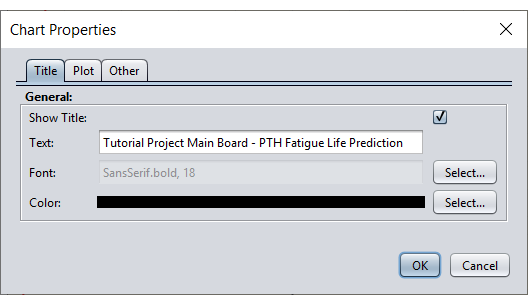 Chart Properties
Title Plot Other
General:
Show Title:
Text: Tutorial Project Main Board - PTH Fatigue Life Prediction
Font: SansSerif.bold, 18 Select...
Color: Select...
OK Cancel